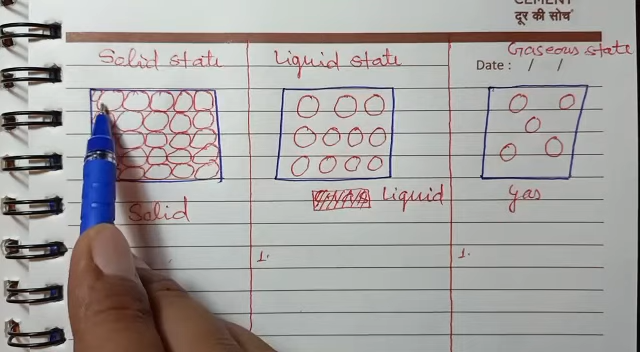 CEMENT
दूर की सोच
Solid state
Liquid state
Gaseous state
Date : / /
Solid
Liquid
Gas
1.
1.